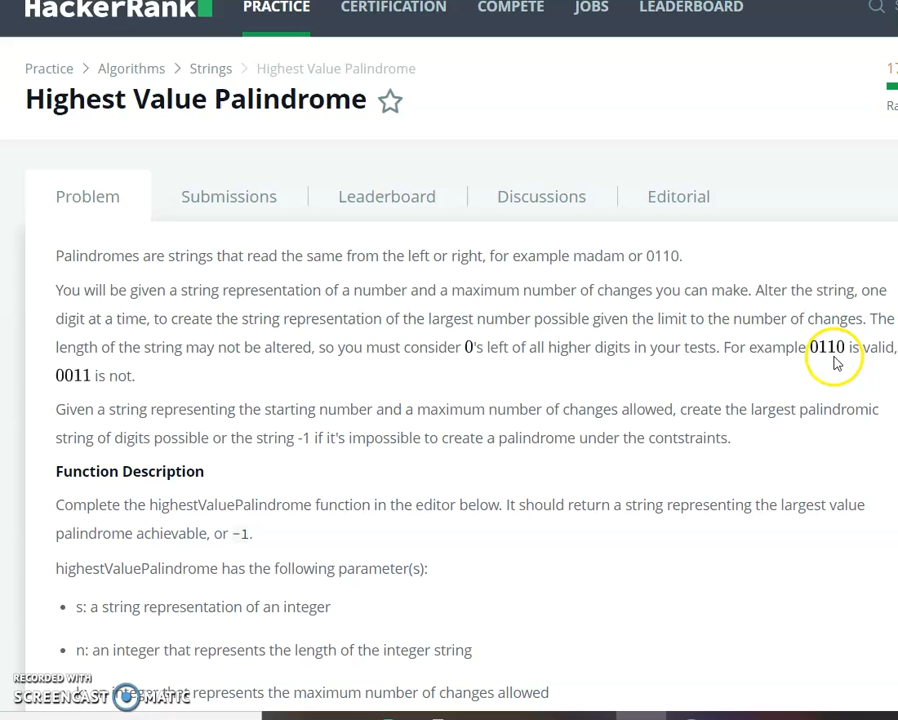 HackerRank PRACTICE CERTIFICATION COMPETE JOBS LEADERBOARD
Practice > Algorithms > Strings > Highest Value Palindrome
Highest Value Palindrome
Problem Submissions Leaderboard Discussions Editorial
Palindromes are strings that read the same from the left or right, for example madam or 0110.
You will be given a string representation of a number and a maximum number of changes you can make. Alter the string, one
digit at a time, to create the string representation of the largest number possible given the limit to the number of changes. The
length of the string may not be altered, so you must consider 0's left of all higher digits in your tests. For example 0110 is valid,
0011 is not.
Given a string representing the starting number and a maximum number of changes allowed, create the largest palindromic
string of digits possible or the string -1 if it's impossible to create a palindrome under the contstraints.
Function Description
Complete the highestValuePalindrome function in the editor below. It should return a string representing the largest value
palindrome achievable, or -1.
highestValuePalindrome has the following parameter(s):
• s: a string representation of an integer
• n: an integer that represents the length of the integer string
RECORDED WITH
SCREENCAST MATIC
that represents the maximum number of changes allowed